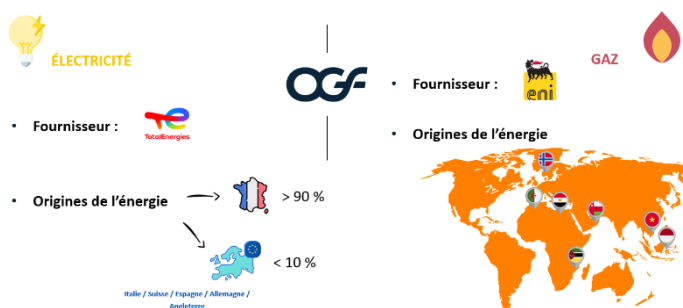 ÉLECTRICITÉ
• Fournisseur :
TotalEnergies
• Origines de l'énergie
> 90 %
< 10 %
Italie / Suisse / Espagne / Allemagne /
Angleterre
OGF
GAZ
• Fournisseur :
eni
• Origines de l'énergie